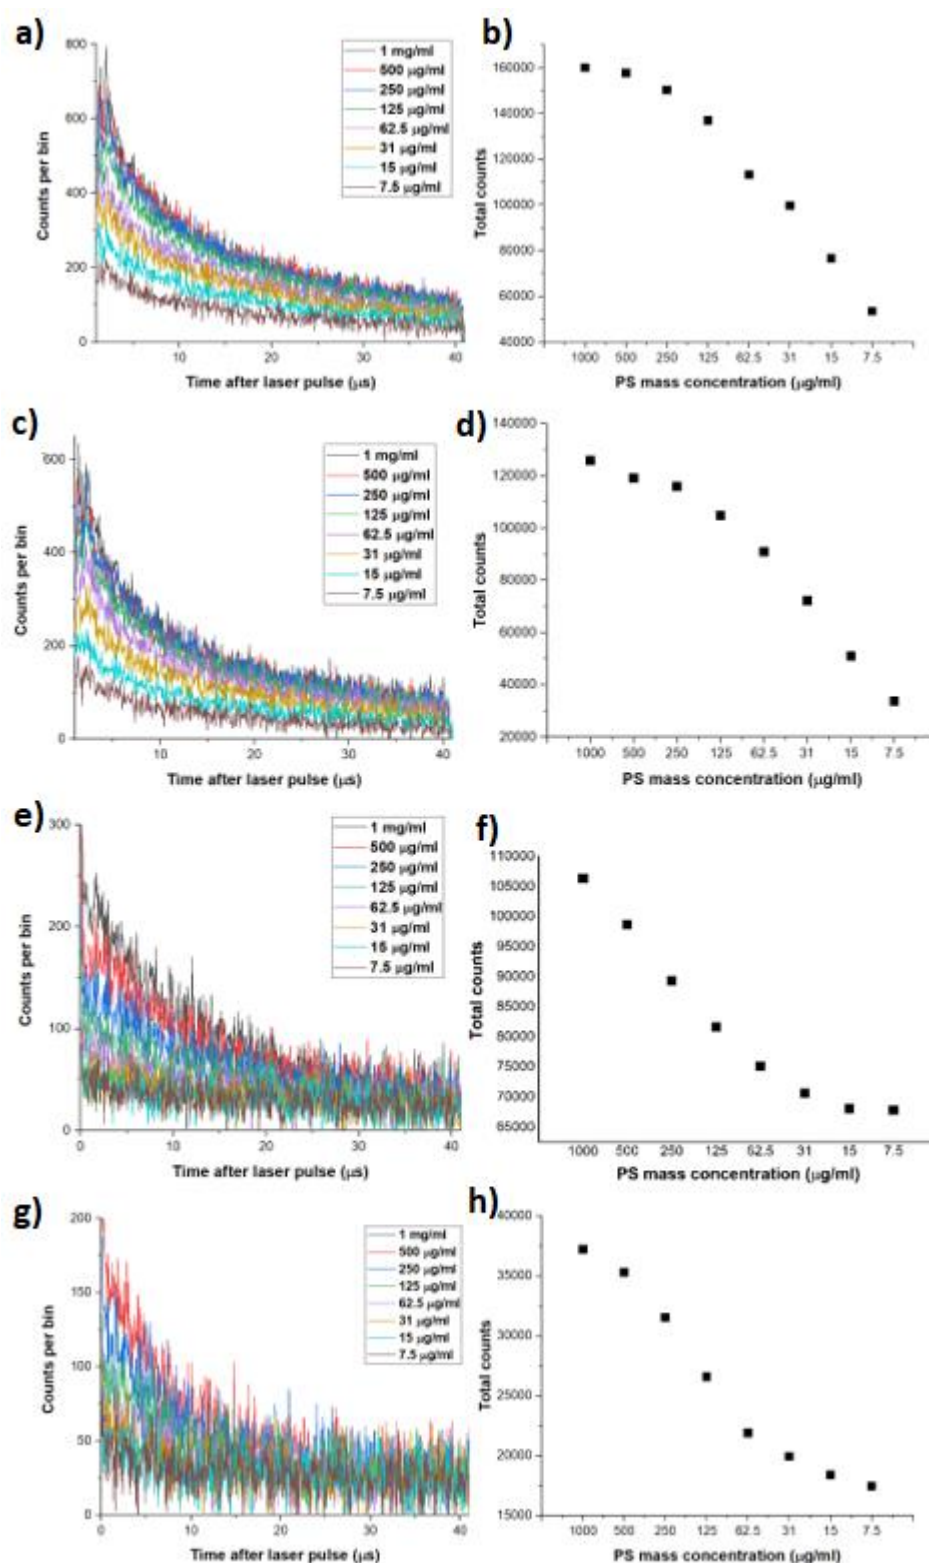 a)
800
600
400
200
0
Counts per bin
10
20
30
40
Time after laser pulse (μs)
1 mg/ml
500 μg/ml
250 μg/ml
125 μg/ml
62.5 μg/ml
31 μg/ml
15 μg/ml
7.5 μg/ml
b)
160000
140000
120000
100000
80000
60000
40000
Total counts
1000 500 250 125 62.5 31 15 7.5
PS mass concentration (μg/ml)
c)
600
400
200
0
Counts per bin
10
20
30
40
Time after laser pulse (μs)
1 mg/ml
500 μg/ml
250 μg/ml
125 μg/ml
62.5 μg/ml
31 μg/ml
15 μg/ml
7.5 μg/ml
d)
140000
120000
100000
80000
60000
40000
20000
Total counts
1000 500 250 125 62.5 31 15 7.5
PS mass concentration (μg/ml)
e)
300
200
100
0
Counts per bin
0
10
20
30
40
Time after laser pulse (μs)
1 mg/ml
500 μg/ml
250 μg/ml
125 μg/ml
62.5 μg/ml
31 μg/ml
15 μg/ml
7.5 μg/ml
f)
110000
105000
100000
95000
90000
85000
80000
75000
70000
65000
Total counts
1000 500 250 125 62.5 31 15 7.5
PS mass concentration (μg/ml)
g)
200
150
100
50
0
Counts per bin
0
10
20
30
40
Time after laser pulse (μs)
1 mg/ml
500 μg/ml
250 μg/ml
125 μg/ml
62.5 μg/ml
31 μg/ml
15 μg/ml
7.5 μg/ml
h)
40000
35000
30000
25000
20000
15000
Total counts
1000 500 250 125 62.5 31 15 7.5
PS mass concentration (μg/ml)